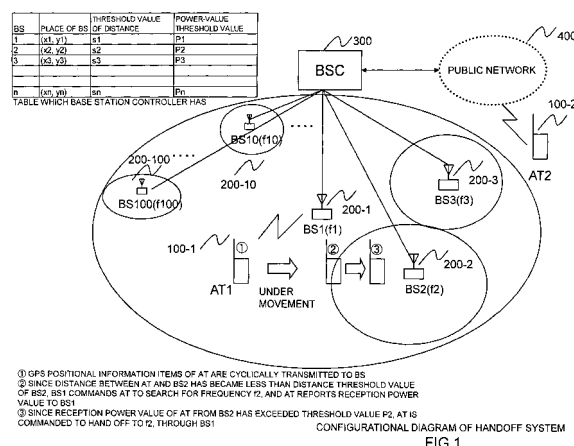 BS PLACE OF BS THRESHOLD VALUE OF DISTANCE POWER-VALUE THRESHOLD VALUE
1 (x1, y1) s1 P1
2 (x2, y2) s2 P2
3 (x3, y3) s3 P3
n (xn, yn) sn Pn
TABLE WHICH BASE STATION CONTROLLER HAS
300
BSC
400
PUBLIC NETWORK
100-2
AT2
BS10(f10)
200-10
200-100
BS100(f100)
200-1
BS1(f1)
200-3
BS3(f3)
200-2
BS2(f2)
100-1
①
AT1
UNDER
MOVEMENT
②
③
① GPS POSITIONAL INFORMATION ITEMS OF AT ARE CYCLICALLY TRANSMITTED TO BS
② SINCE DISTANCE BETWEEN AT AND BS2 HAS BECAME LESS THAN DISTANCE THRESHOLD VALUE
OF BS2, BS1 COMMANDS AT TO SEARCH FOR FREQUENCY f2, AND AT REPORTS RECEPTION POWER
VALUE TO BS1
③ SINCE RECEPTION POWER VALUE OF AT FROM BS2 HAS EXCEEDED THRESHOLD VALUE P2, AT IS
COMMANDED TO HAND OFF TO f2, THROUGH BS1
CONFIGURATIONAL DIAGRAM OF HANDOFF SYSTEM
FIG.1